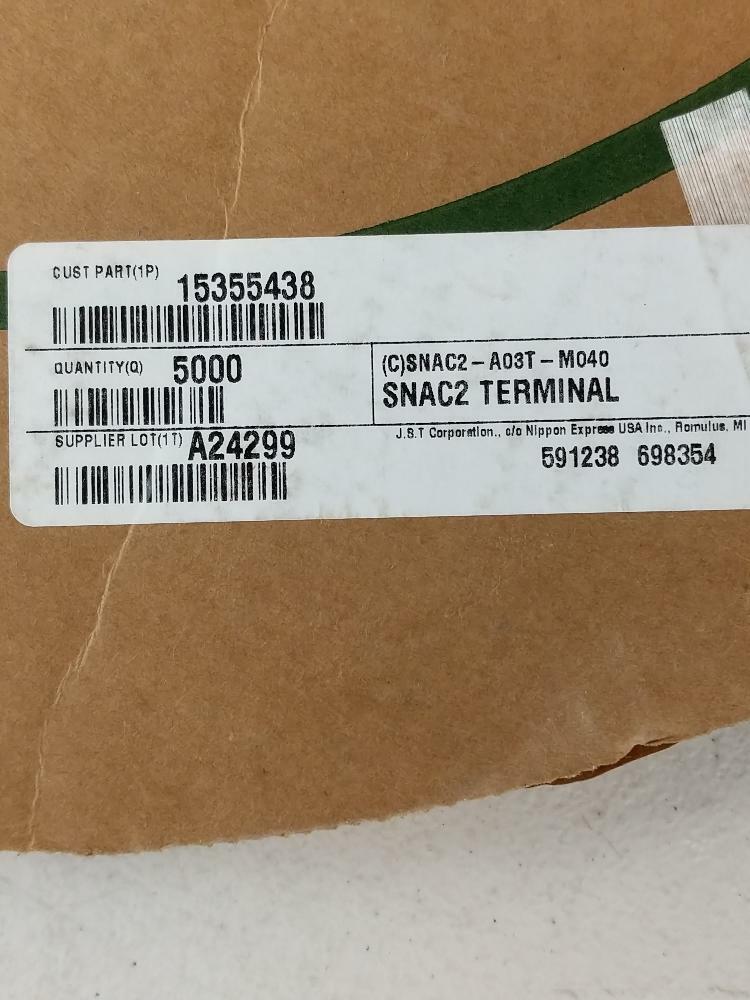 CUST PART(1P) 15355438
QUANTITY(Q) 5000
(C)SNAC2-A03T-M040
SNAC2 TERMINAL
SUPPLIER LOT(1T) A24299
J.S.T Corporation., c/o Nippon Express USA Inc., Romulus, MI
591238 698354